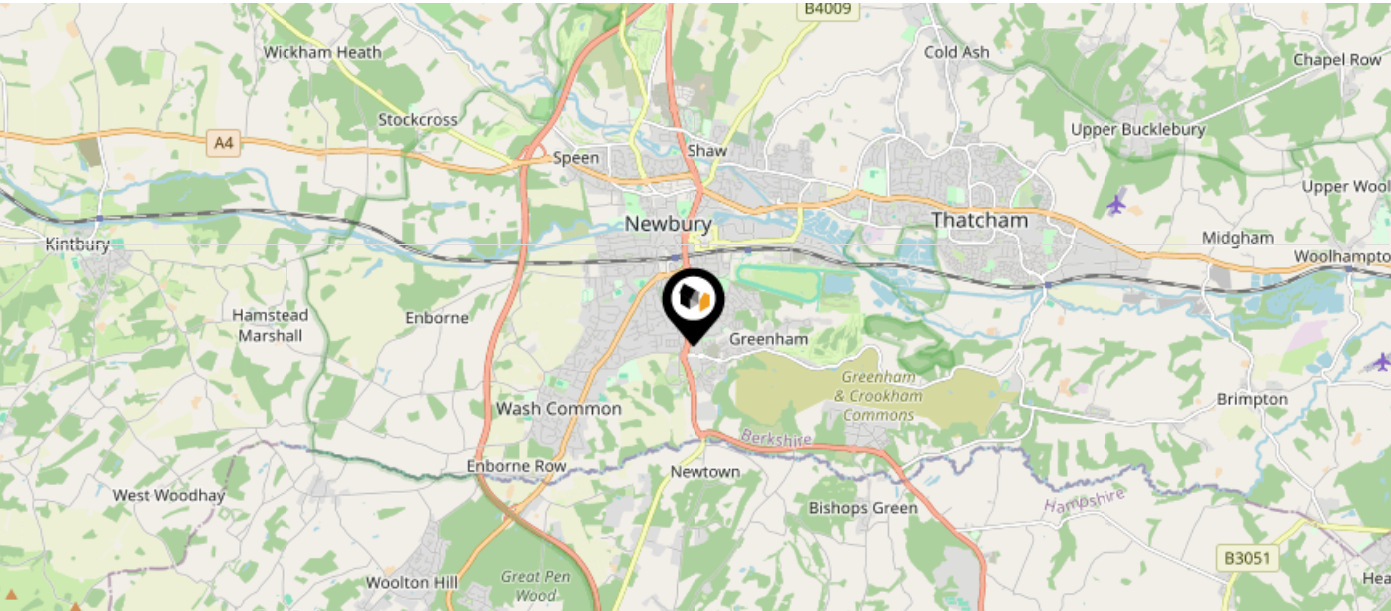 B4009
Wickham Heath
Cold Ash
Chapel Row
Stockcross
Upper Bucklebury
A4
Speen
Shaw
Upper Wool
Newbury
Thatcham
Kintbury
Midgham
Woolhampto
Hamstead
Marshall
Enborne
Greenham
Greenham
& Crookham
Commons
Brimpton
Wash Common
Berkshire
Enborne Row
Newtown
West Woodhay
Bishops Green
Hampshire
B3051
Woolton Hill
Great Pen
Wood
Hea